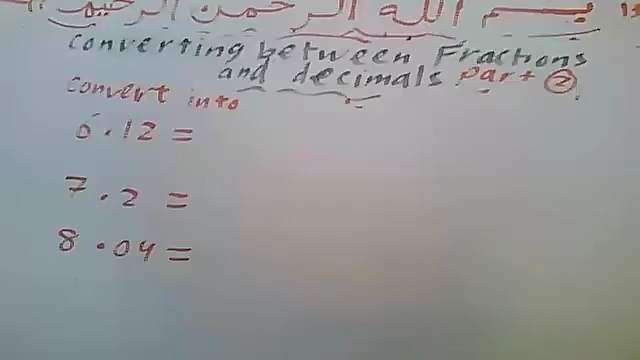 بسم الله الرحمن الرحيم
converting between Fractions
and decimals part 2
convert into
6.12 =
7.2 =
8.04 =